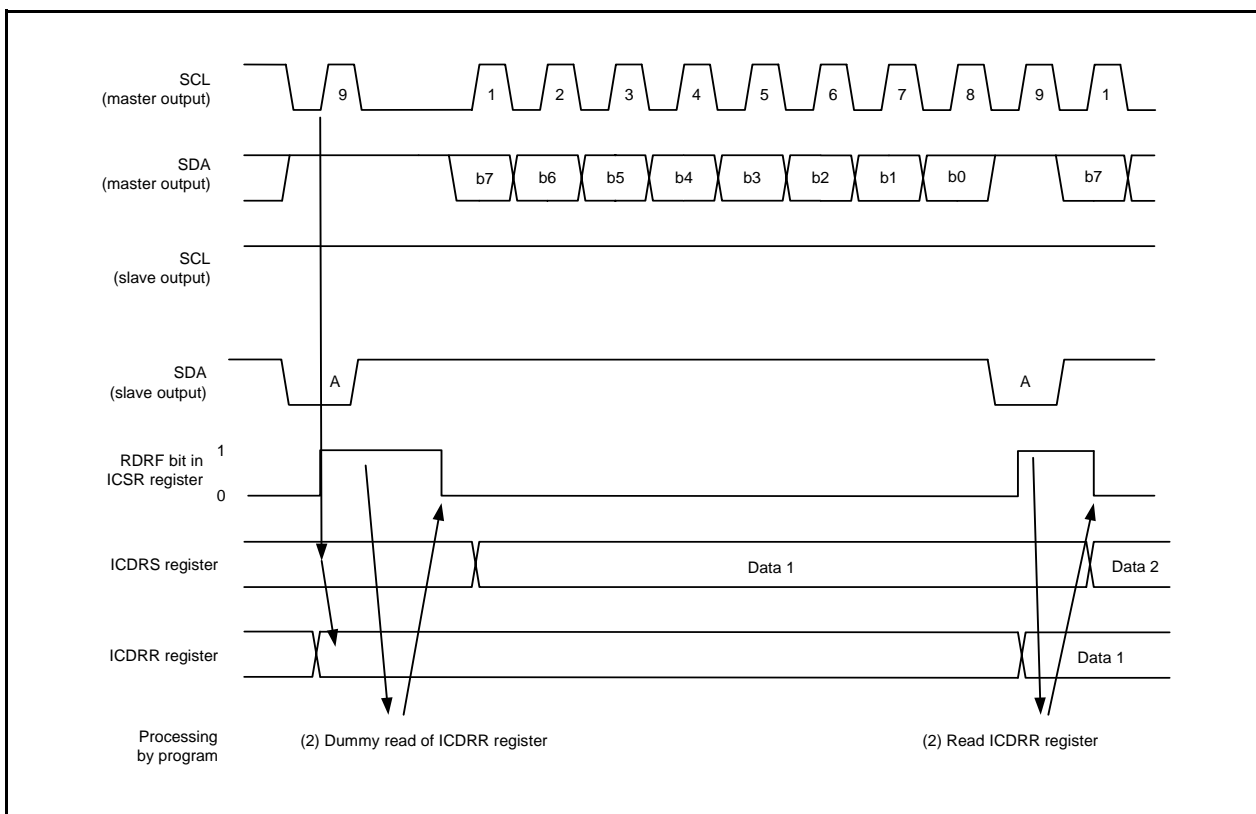 SCL
(master output)
9 1 2 3 4 5 6 7 8 9 1
SDA
(master output)
b7 b6 b5 b4 b3 b2 b1 b0 b7
SCL
(slave output)
SDA
(slave output)
A A
RDRF bit in
ICSR register
1
0
ICDRS register
Data 1 Data 2
ICDRR register
Data 1
Processing
by program
(2) Dummy read of ICDRR register (2) Read ICDRR register